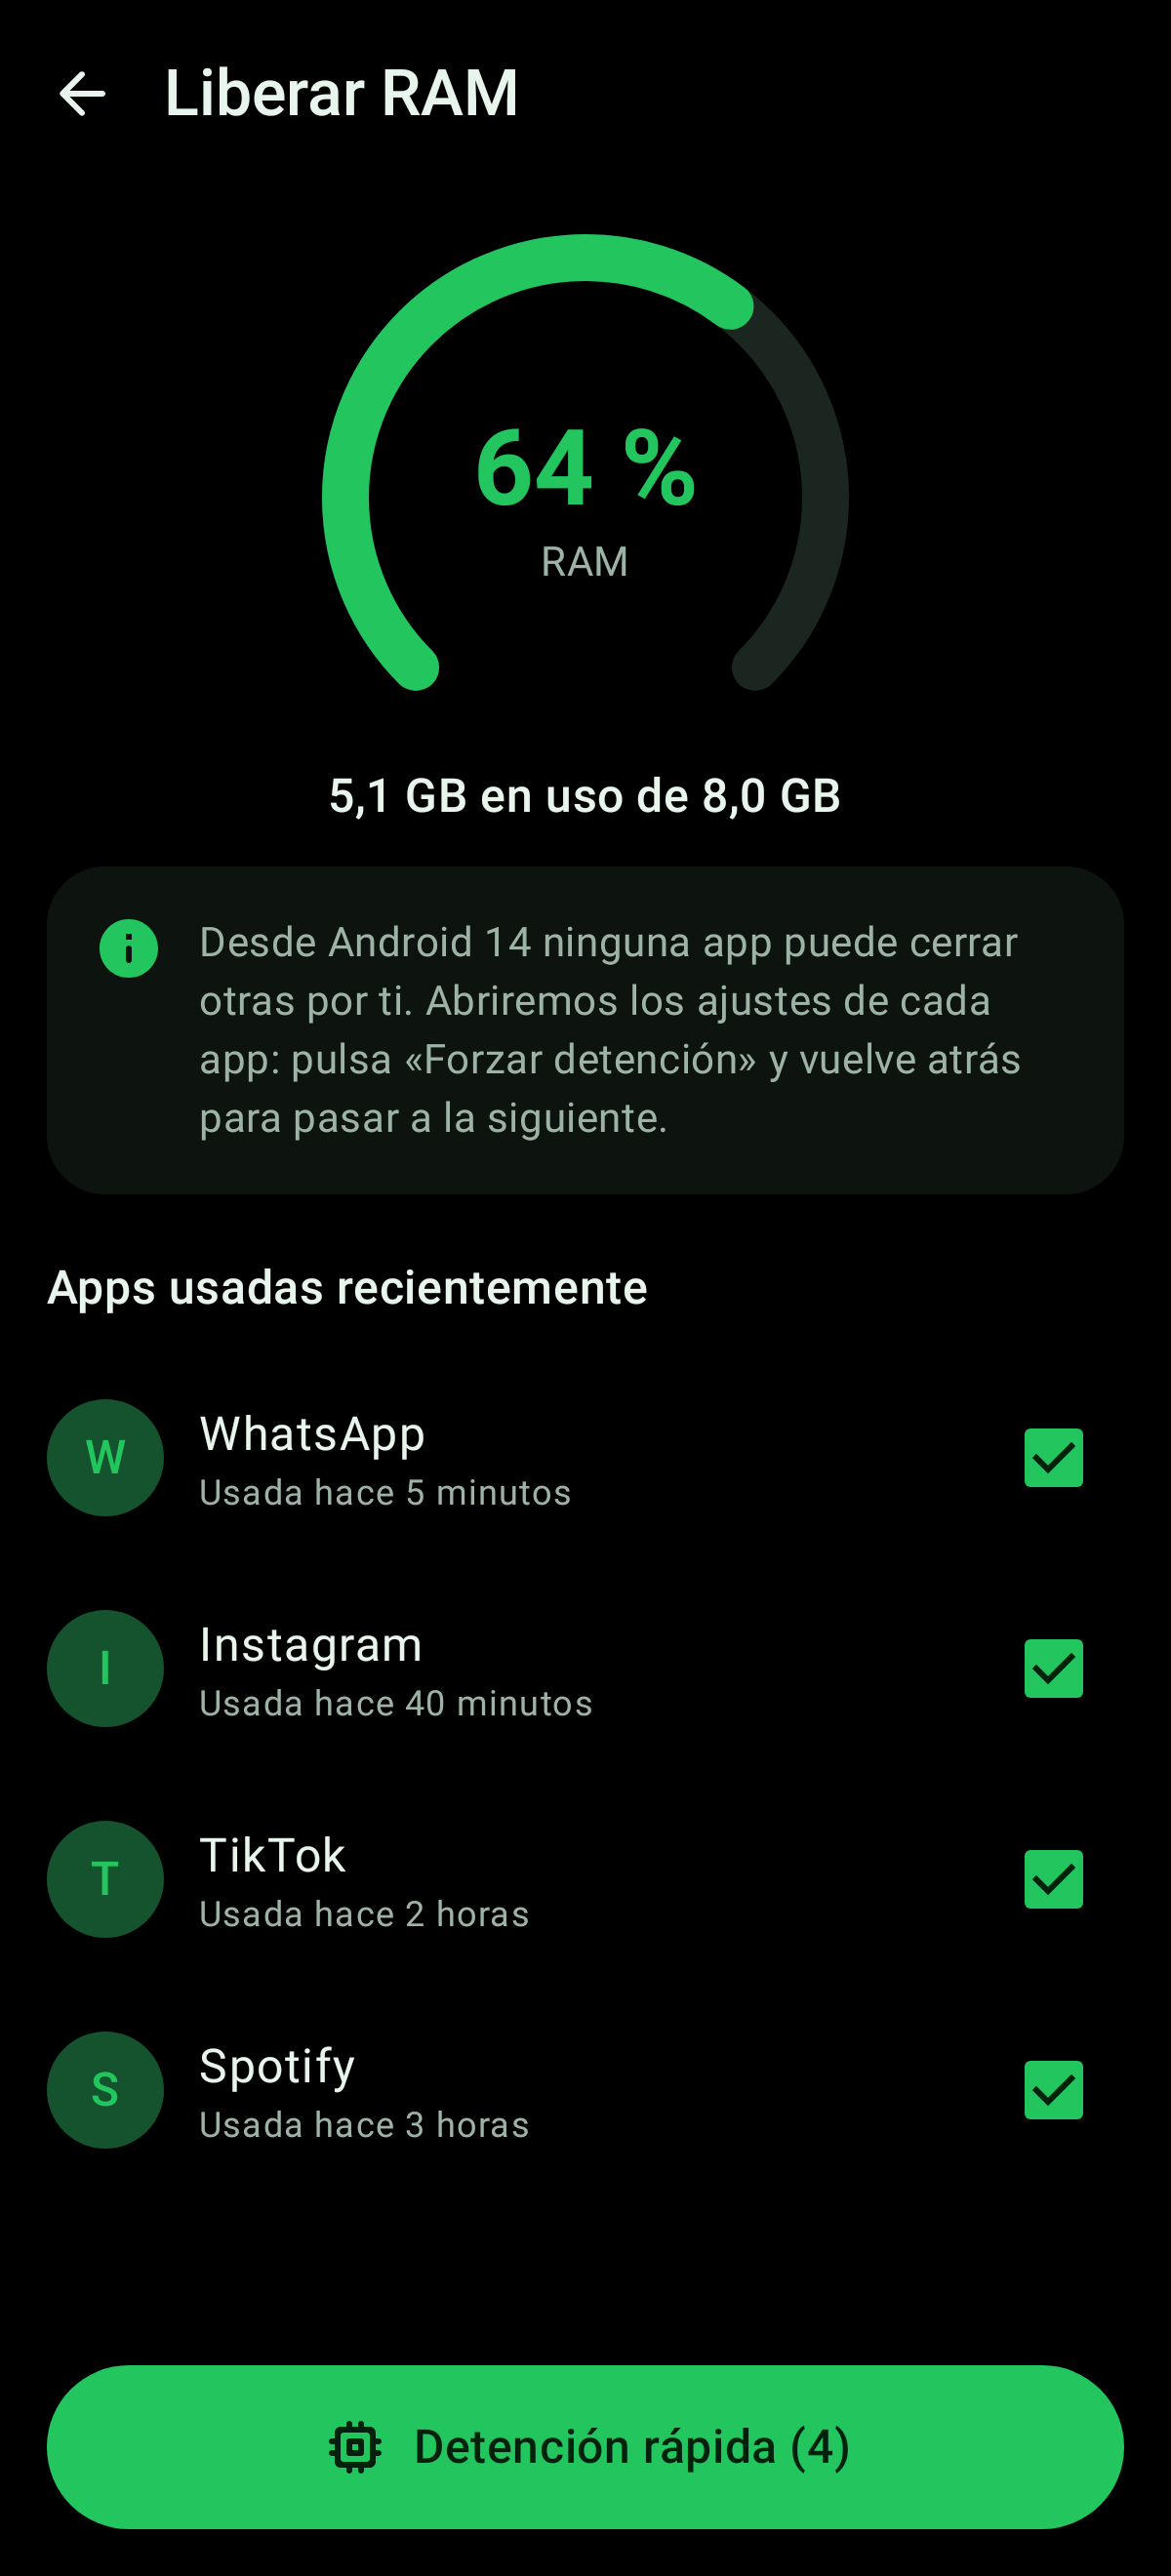 Liberar RAM
64 %
RAM
5,1 GB en uso de 8,0 GB
Desde Android 14 ninguna app puede cerrar
otras por ti. Abriremos los ajustes de cada
app: pulsa «Forzar detención» y vuelve atrás
para pasar a la siguiente.
Apps usadas recientemente
W
WhatsApp
Usada hace 5 minutos
I
Instagram
Usada hace 40 minutos
T
TikTok
Usada hace 2 horas
S
Spotify
Usada hace 3 horas
Detención rápida (4)